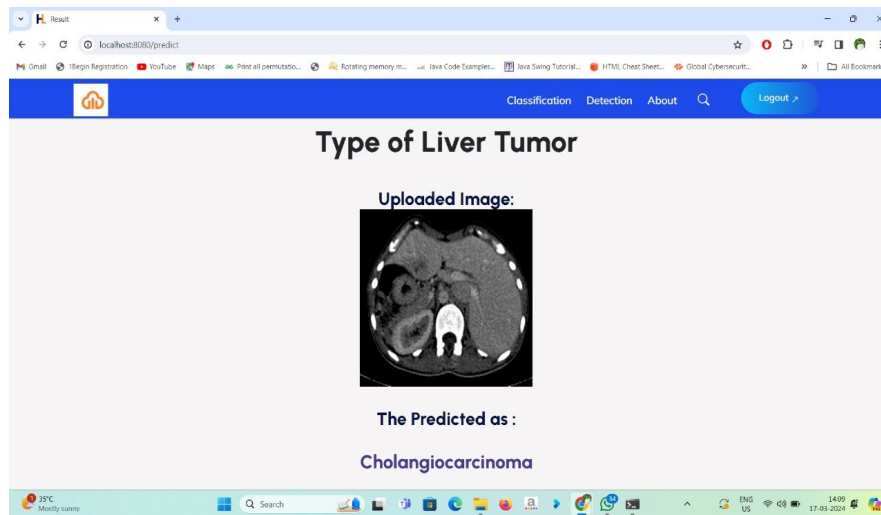 Result
localhost:8080/predict
Gmail 1Begin Registration YouTube Maps Print all permutatio... Rotating memory m... Java Code Examples... Java Swing Tutorial... HTML Cheat Sheet... Global Cybersecurit... » All Bookmark
Classification Detection About Logout
Type of Liver Tumor
Uploaded Image:
The Predicted as :
Cholangiocarcinoma
35°C
Mostly sunny
Search
ENG
US
14:09
17-03-2024